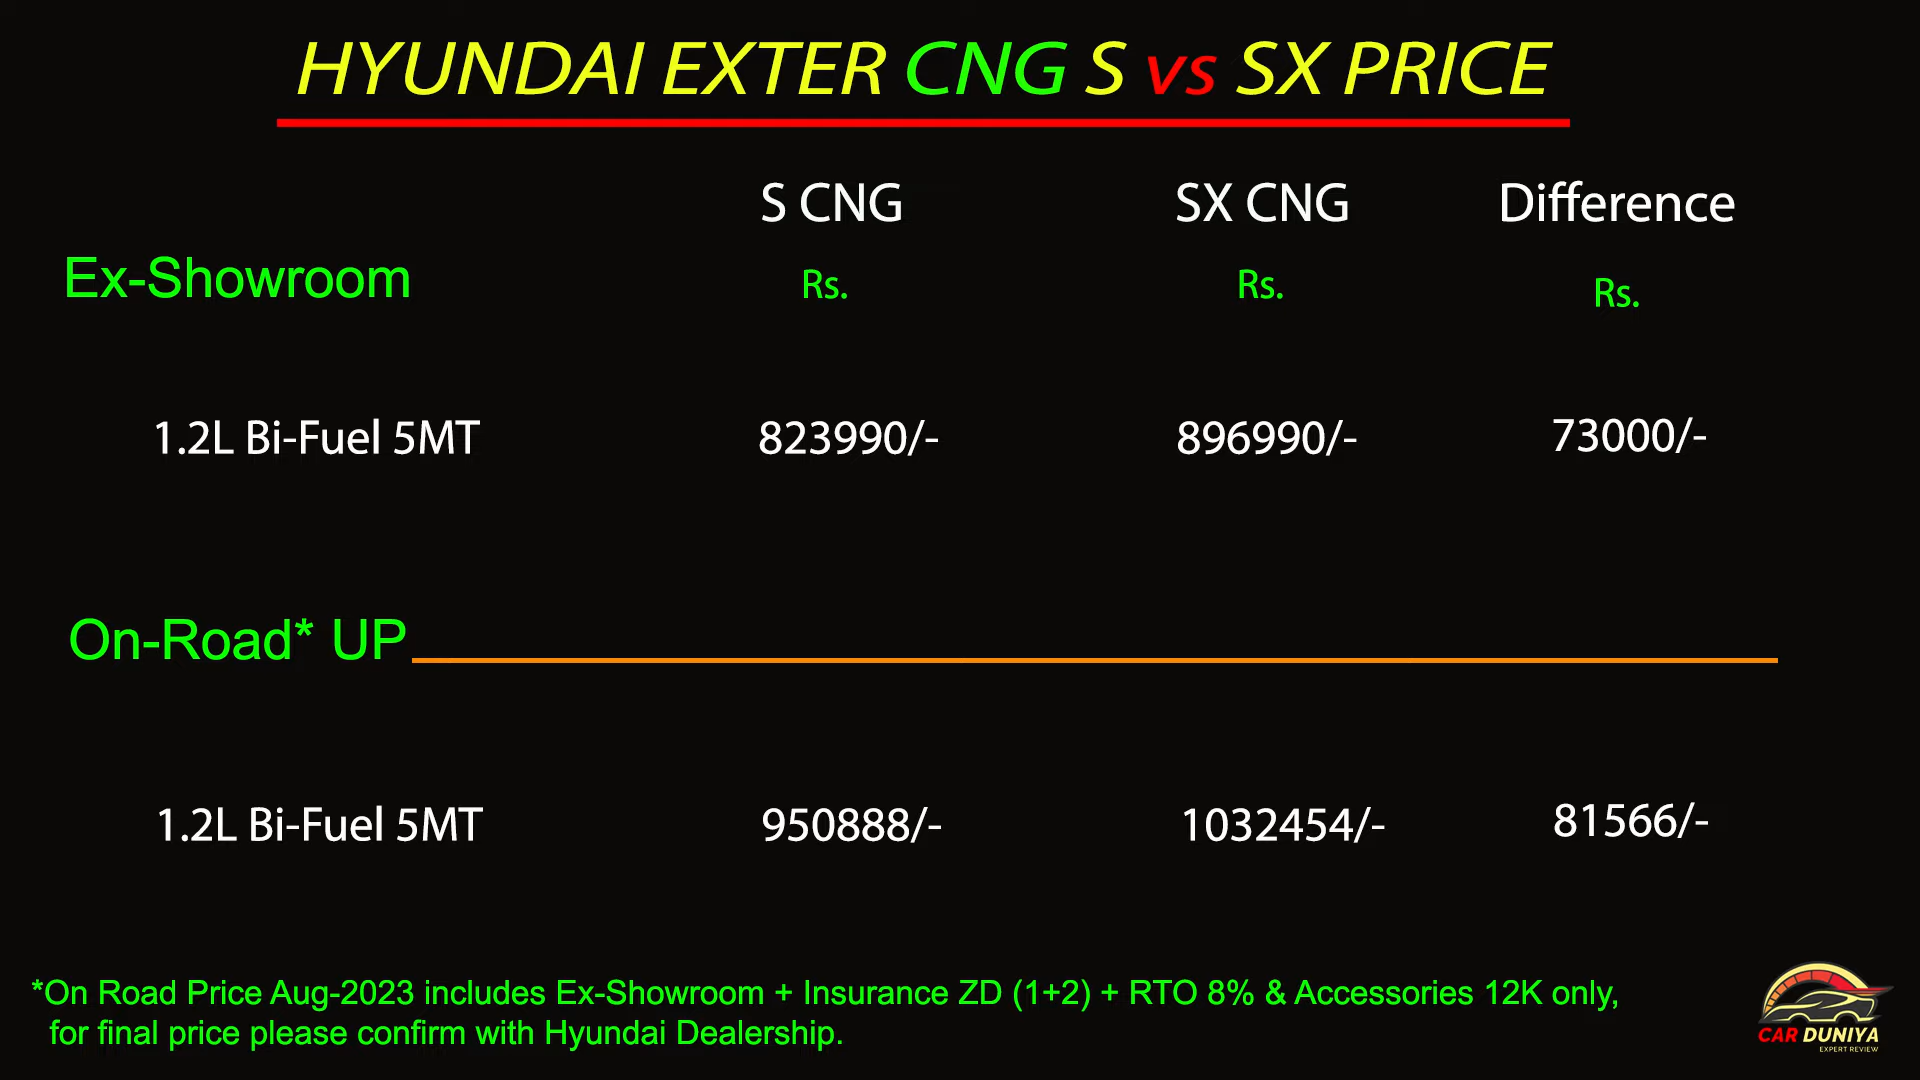 HYUNDAI EXTER CNG S vs SX PRICE
S CNG SX CNG Difference
Ex-Showroom Rs. Rs. Rs.
1.2L Bi-Fuel 5MT 823990/- 896990/- 73000/-
On-Road* UP
1.2L Bi-Fuel 5MT 950888/- 1032454/- 81566/-
*On Road Price Aug-2023 includes Ex-Showroom + Insurance ZD (1+2) + RTO 8% & Accessories 12K only,
for final price please confirm with Hyundai Dealership.
CAR DUNIYA
EXPERT REVIEW